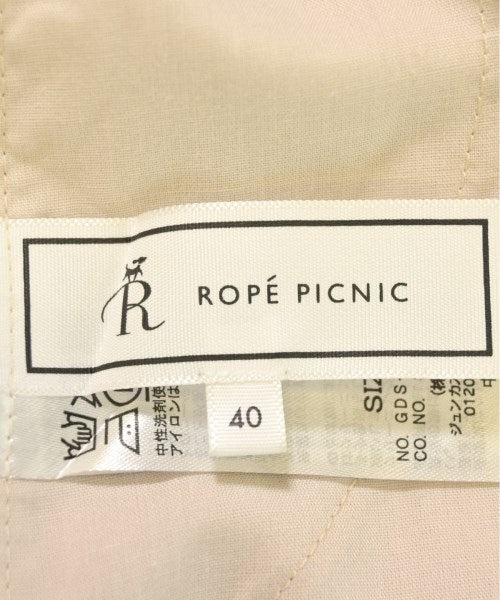 R ROPÉ PICNIC
40
中性洗剤使
アイロンは
SIZ
NO. GDS-
CO. NO.
(株)
ジュンカス
0120